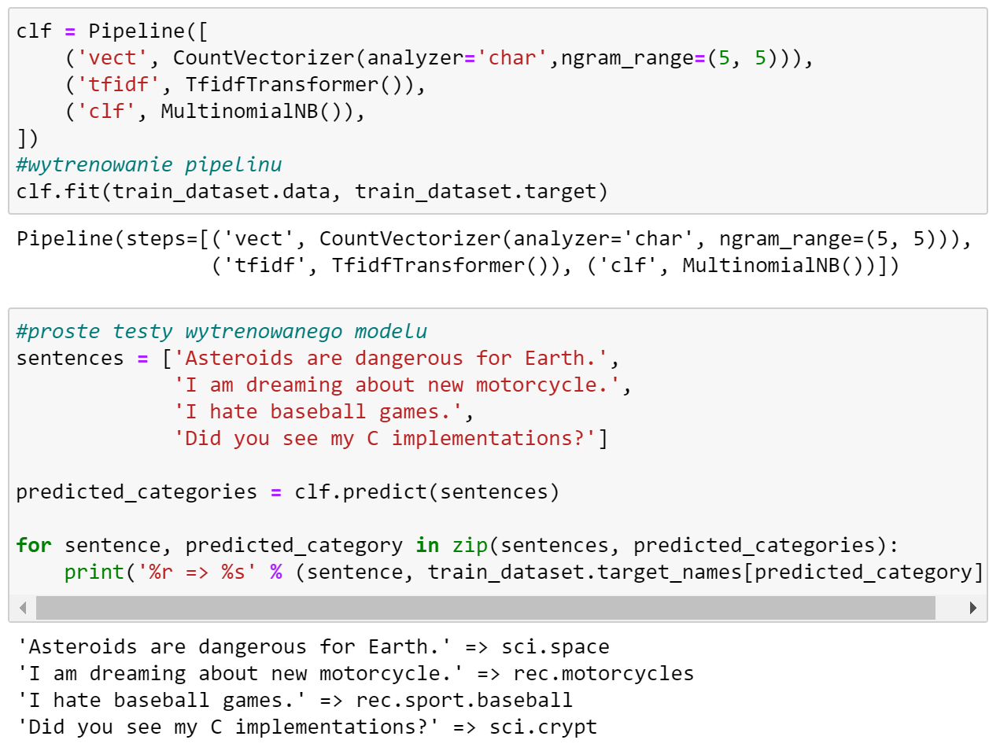 clf = Pipeline([
    ('vect', CountVectorizer(analyzer='char',ngram_range=(5, 5))),
    ('tfidf', TfidfTransformer()),
    ('clf', MultinomialNB()),
])
#wytrenowanie pipelinu
clf.fit(train_dataset.data, train_dataset.target)
Pipeline(steps=[('vect', CountVectorizer(analyzer='char', ngram_range=(5, 5))),
                ('tfidf', TfidfTransformer()), ('clf', MultinomialNB())])
#proste testy wytrenowanego modelu
sentences = ['Asteroids are dangerous for Earth.',
             'I am dreaming about new motorcycle.',
             'I hate baseball games.',
             'Did you see my C implementations?']
predicted_categories = clf.predict(sentences)
for sentence, predicted_category in zip(sentences, predicted_categories):
    print('%r => %s' % (sentence, train_dataset.target_names[predicted_category]
'Asteroids are dangerous for Earth.' => sci.space
'I am dreaming about new motorcycle.' => rec.motorcycles
'I hate baseball games.' => rec.sport.baseball
'Did you see my C implementations?' => sci.crypt